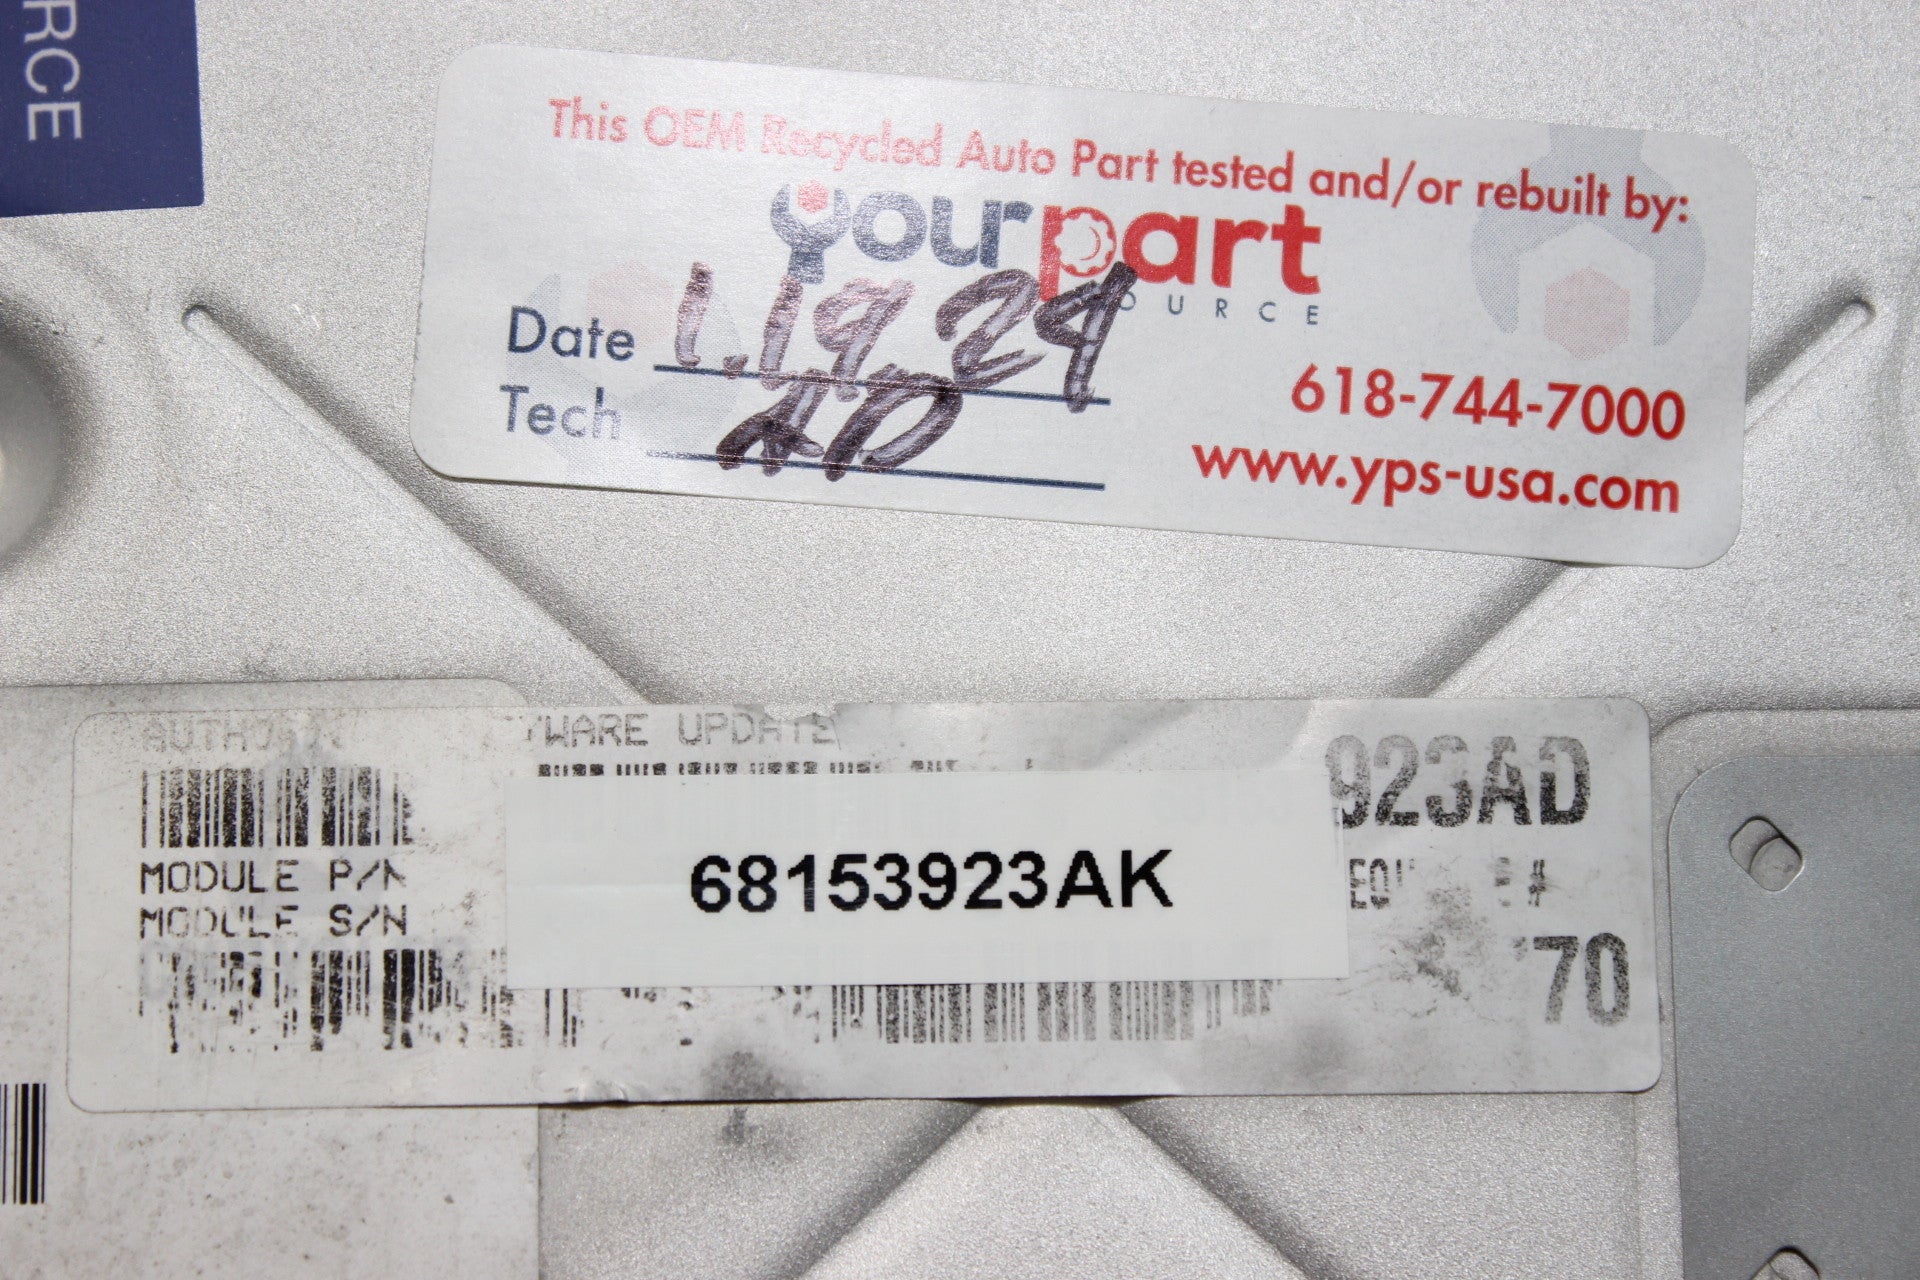 RCE
This OEM Recycled Auto Part tested and/or rebuilt by:
yourpart
OURCE
Date 1.19.24
Tech AD
618-744-7000
www.yps-usa.com
WARE UPDATE
923AD
MODULE P/N
68153923AK
MODULE S/N
70